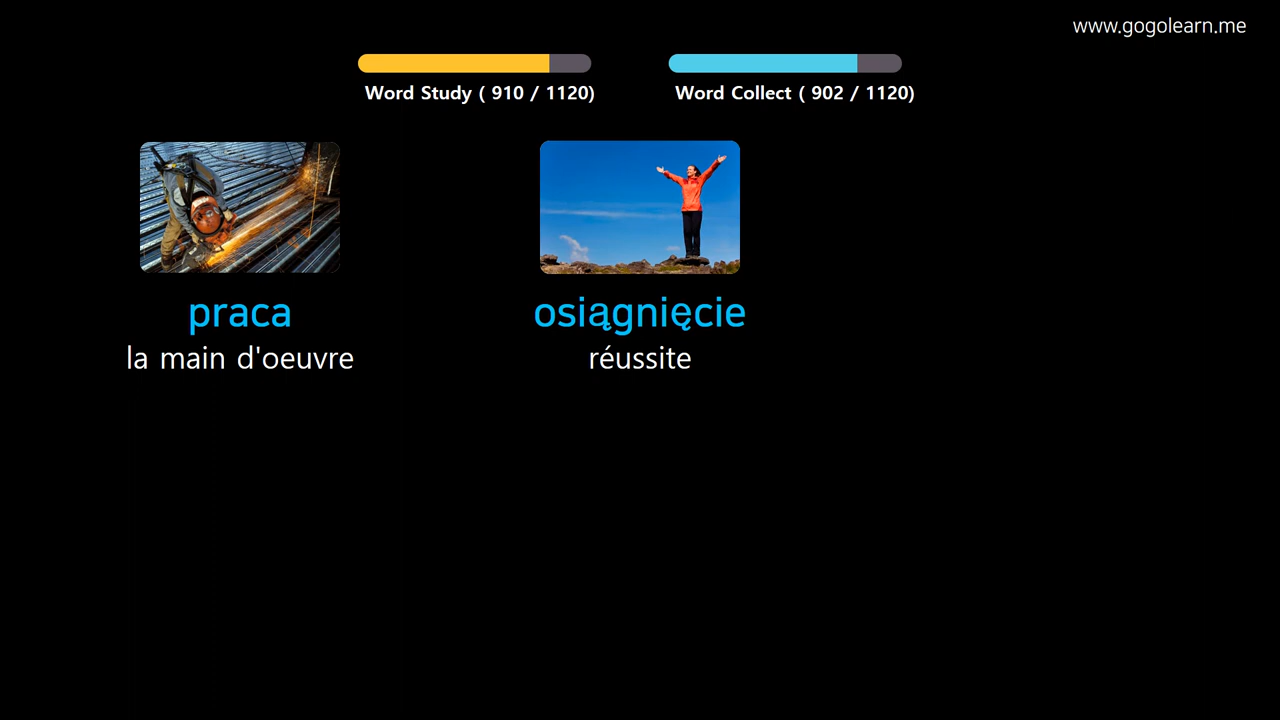 www.gogolearn.me
Word Study ( 910 / 1120)
Word Collect ( 902 / 1120)
praca
la main d'oeuvre
osiągnięcie
réussite